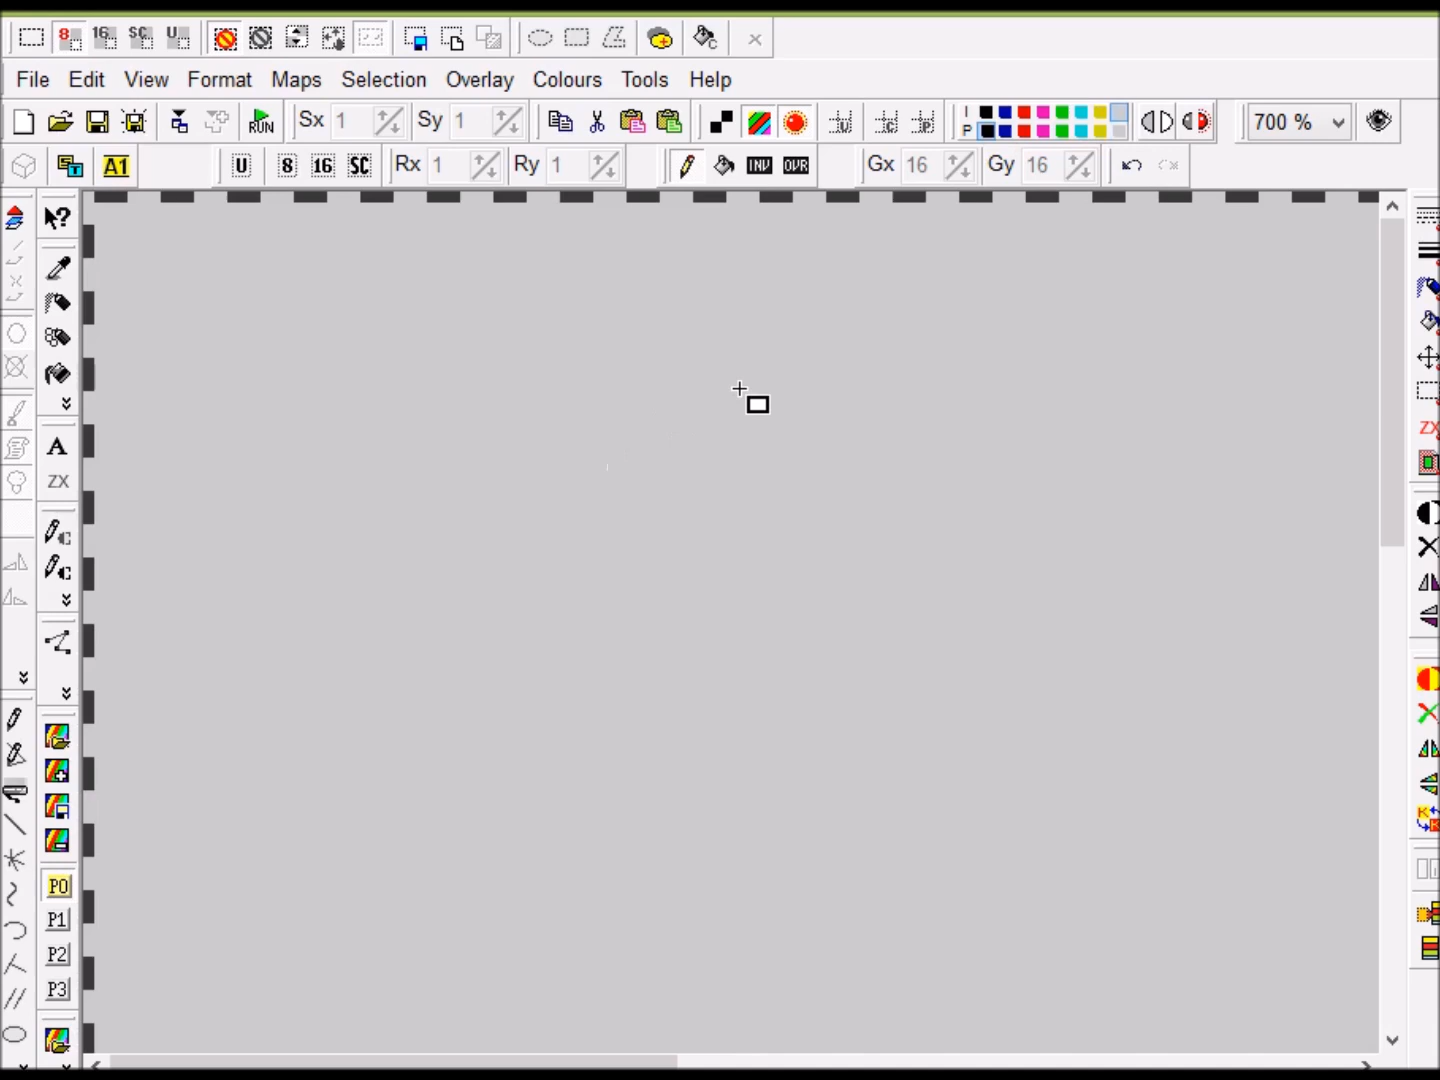 8 16 SC U C
File Edit View Format Maps Selection Overlay Colours Tools Help
RUN Sx 1 Sy 1 U C P I P 700 %
A1 U 8 16 SC Rx 1 Ry 1 INV OVR Gx 16 Gy 16
?
A
ZX
ZX
P0
P1
P2
P3